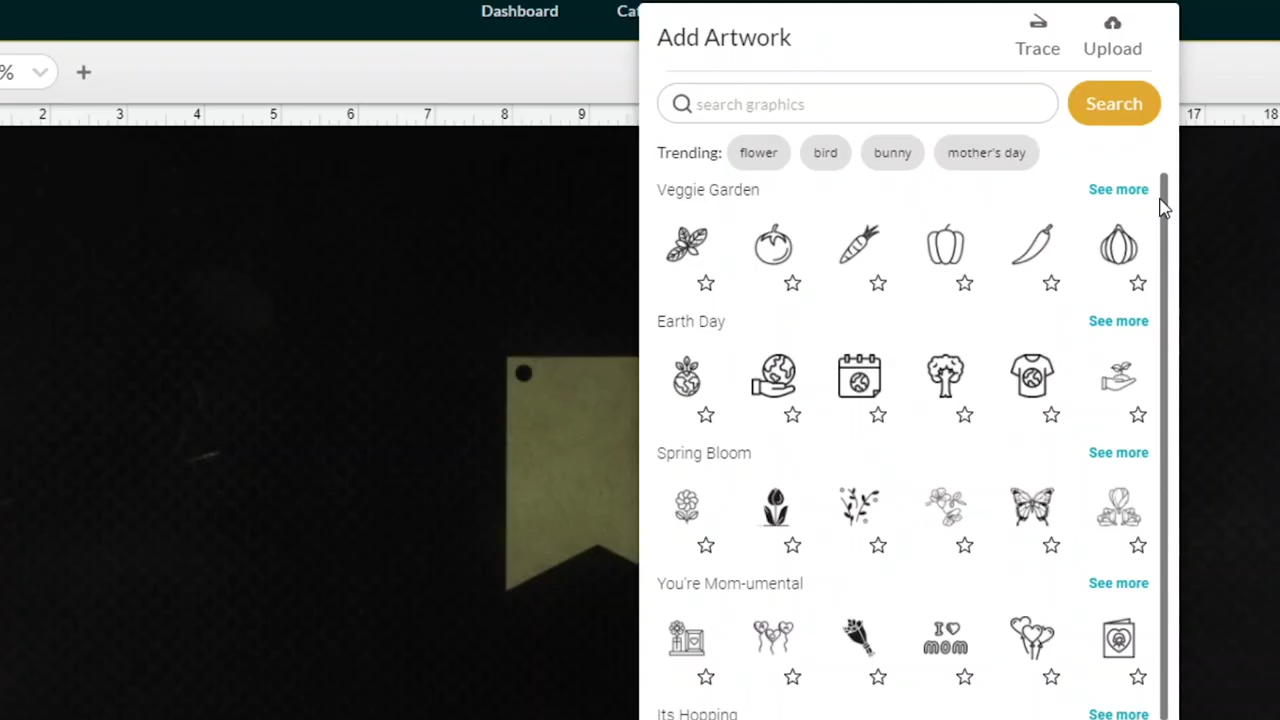 Dashboard
Add Artwork
Trace
Upload
%
search graphics
Search
2 3 4 5 6 7 8 9
17 18
Trending: flower bird bunny mother's day
Veggie Garden
See more
Earth Day
See more
Spring Bloom
See more
You're Mom-umental
See more
I
MOM
Its Hopping
See more